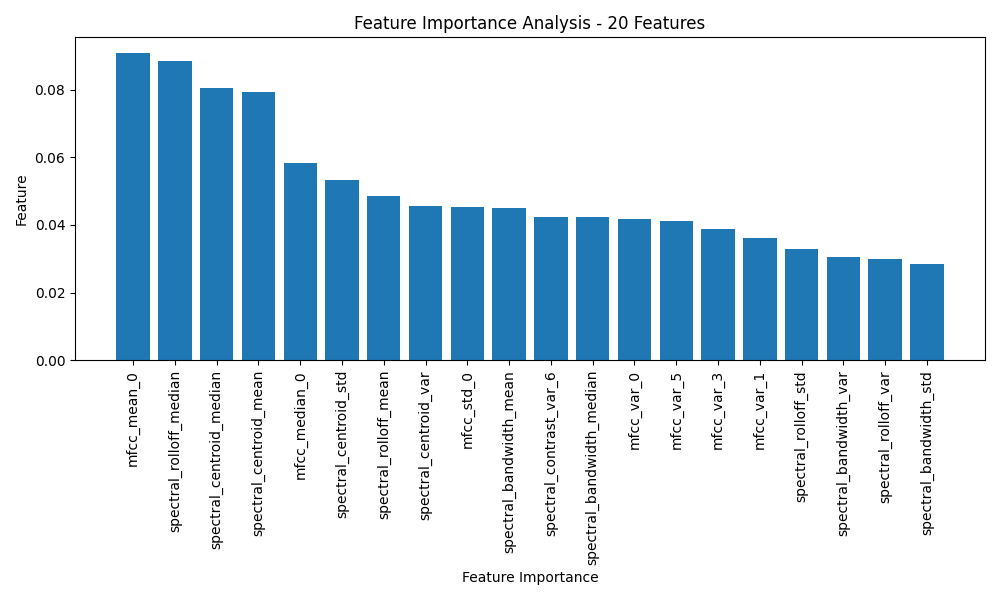 Feature Importance Analysis - 20 Features
Feature
0.08
0.06
0.04
0.02
0.00
mfcc_mean_0
spectral_rolloff_median
spectral_centroid_median
spectral_centroid_mean
mfcc_median_0
spectral_centroid_std
spectral_rolloff_mean
spectral_centroid_var
mfcc_std_0
spectral_bandwidth_mean
spectral_contrast_var_6
spectral_bandwidth_median
mfcc_var_0
mfcc_var_5
mfcc_var_3
mfcc_var_1
spectral_rolloff_std
spectral_bandwidth_var
spectral_rolloff_var
spectral_bandwidth_std
Feature Importance